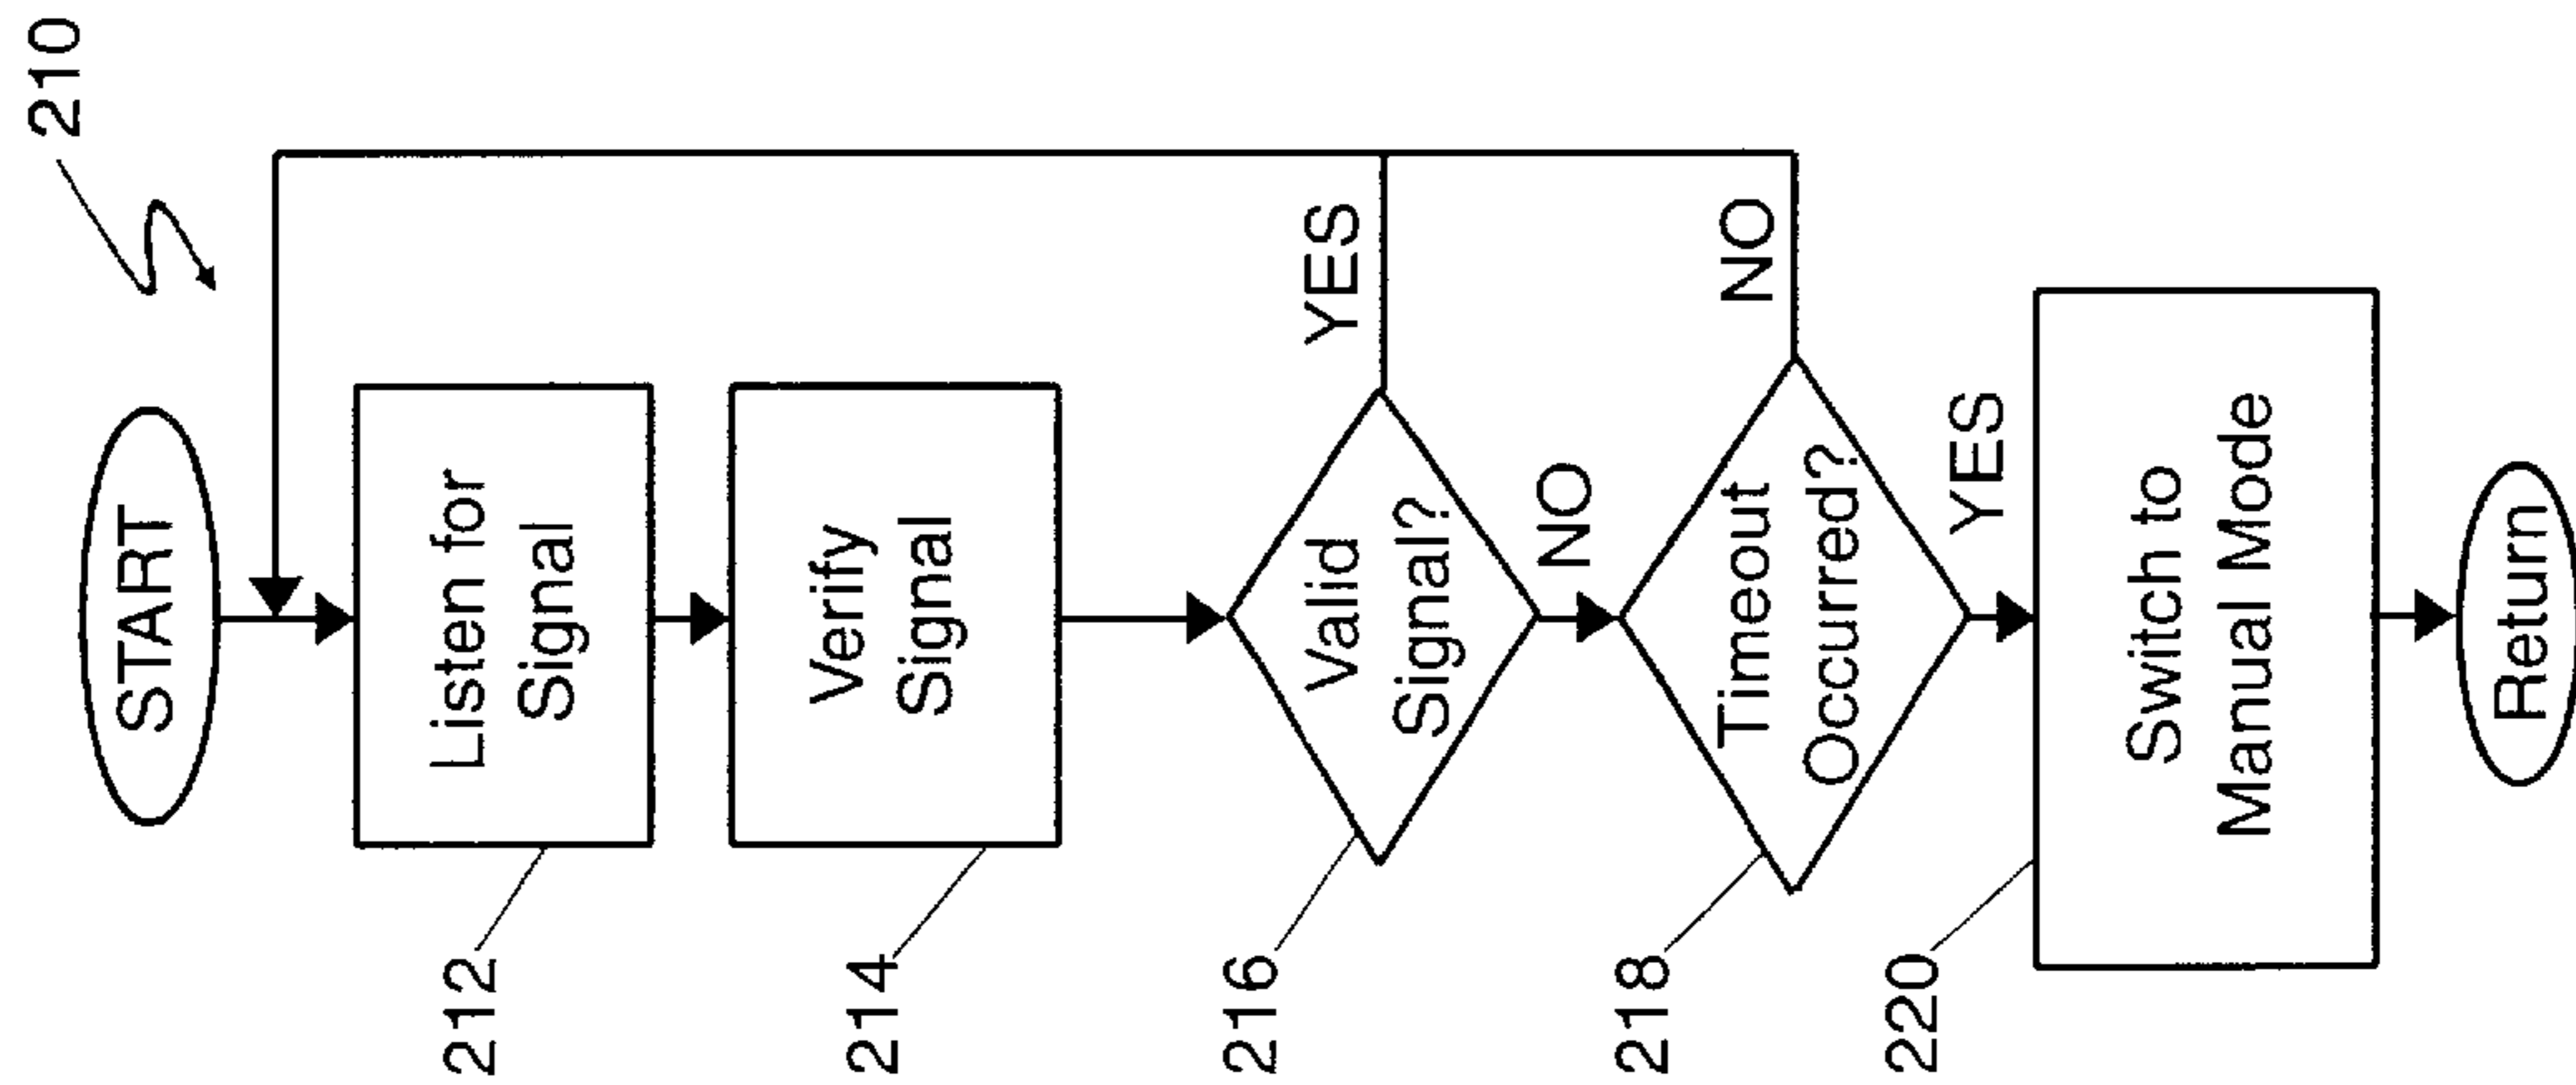 210
START
212
Listen for
Signal
214
Verify
Signal
216
Valid
Signal?
YES
NO
218
Timeout
Occurred?
NO
YES
220
Switch to
Manual Mode
Return